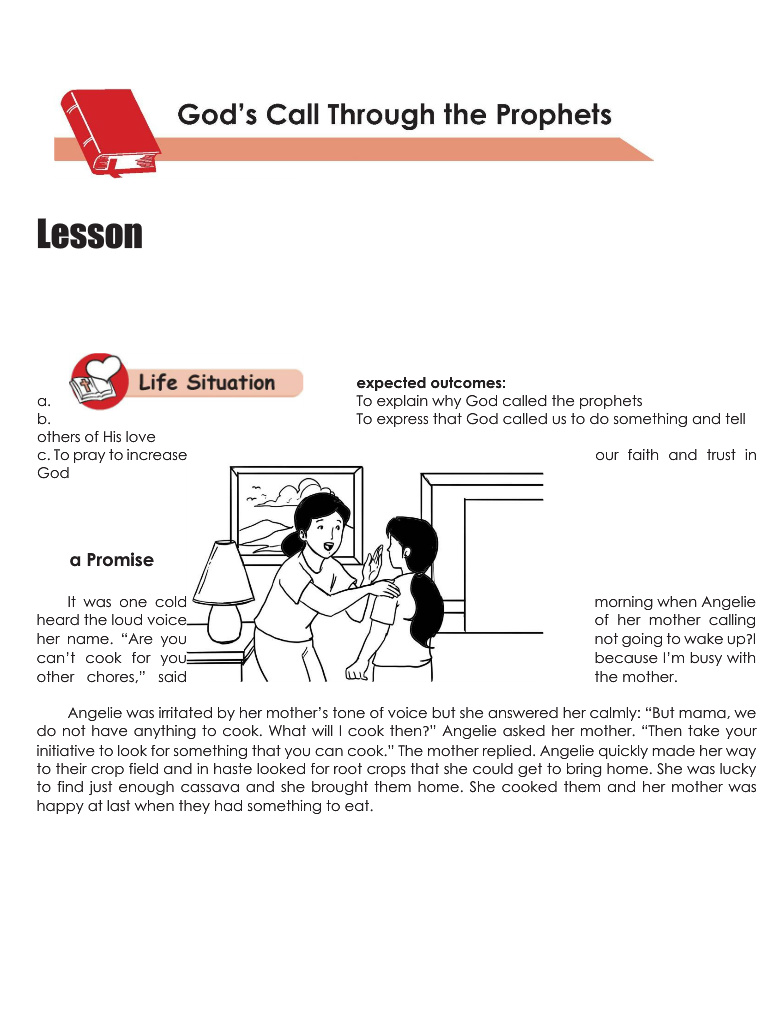 God’s Call Through the Prophets
Lesson
Life Situation
expected outcomes:
a. To explain why God called the prophets
b. To express that God called us to do something and tell
others of His love
c. To pray to increase our faith and trust in
God
a Promise
It was one cold morning when Angelie
heard the loud voice of her mother calling
her name. “Are you not going to wake up?I
can’t cook for you because I’m busy with
other chores,” said the mother.
Angelie was irritated by her mother’s tone of voice but she answered her calmly: “But mama, we
do not have anything to cook. What will I cook then?” Angelie asked her mother. “Then take your
initiative to look for something that you can cook.” The mother replied. Angelie quickly made her way
to their crop field and in haste looked for root crops that she could get to bring home. She was lucky
to find just enough cassava and she brought them home. She cooked them and her mother was
happy at last when they had something to eat.